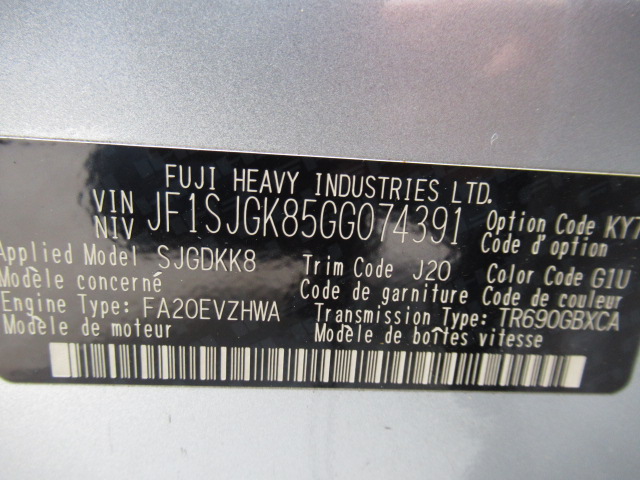 FUJI HEAVY INDUSTRIES LTD.
VIN NIV JF1SJGK85GG074391 Option Code KY7
Code d'option
Applied Model SJGDKK8 Trim Code J20 Color Code G1U
Modèle concerné Code de garniture Code de couleur
Engine Type: FA20EVZHWA Transmission Type: TR690GBXCA
Modèle de moteur Modèle de boîtes vitesse